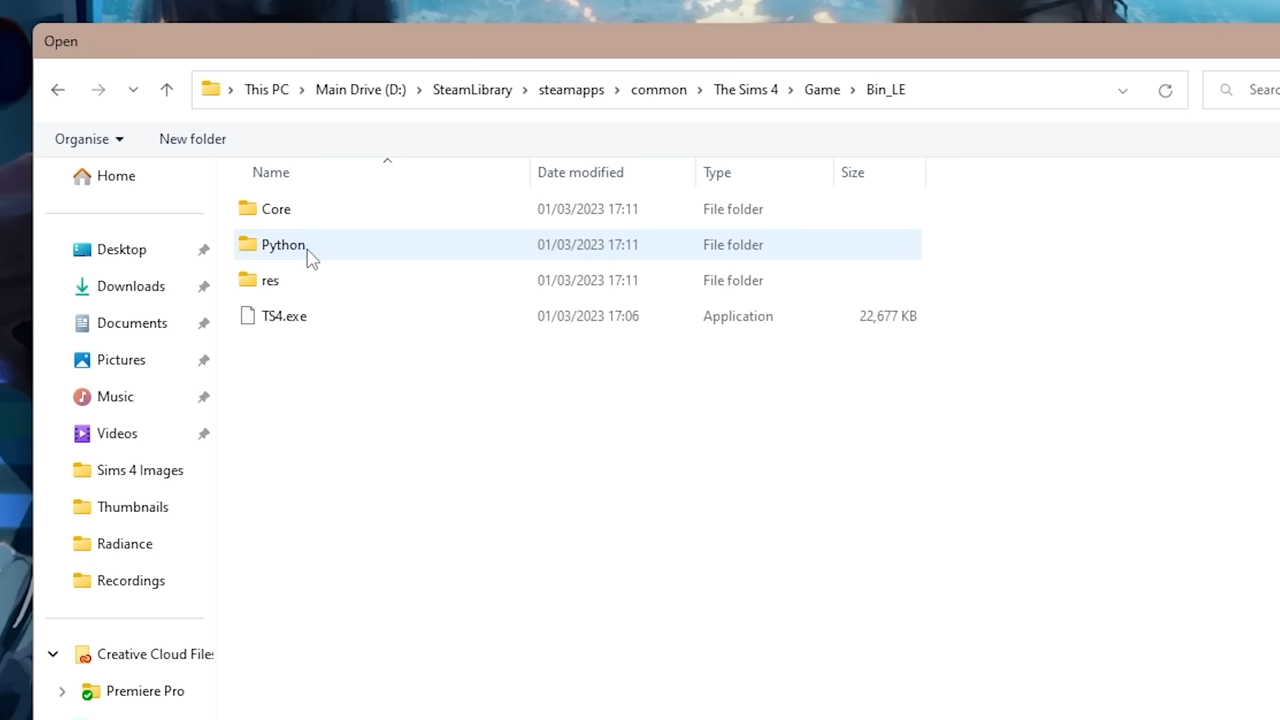 Open
This PC > Main Drive (D:) > SteamLibrary > steamapps > common > The Sims 4 > Game > Bin_LE
Searc
Organise New folder
Name Date modified Type Size
Home
Desktop
Downloads
Documents
Pictures
Music
Videos
Sims 4 Images
Thumbnails
Radiance
Recordings
Creative Cloud Files
Premiere Pro
Core 01/03/2023 17:11 File folder
Python 01/03/2023 17:11 File folder
res 01/03/2023 17:11 File folder
TS4.exe 01/03/2023 17:06 Application 22,677 KB